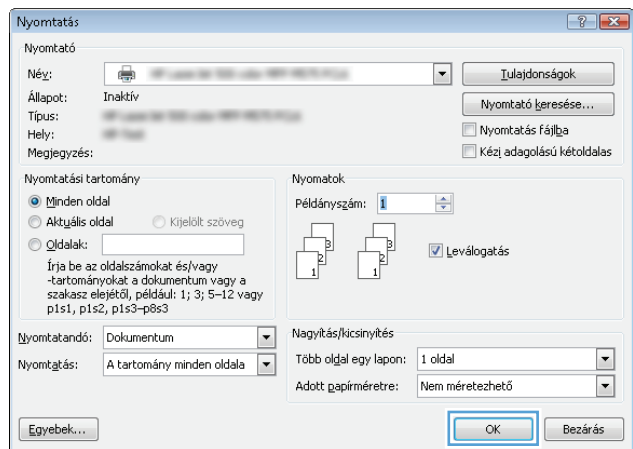 Nyomtatás
Nyomtató
Név:
Tulajdonságok
Állapot: Inaktív
Nyomtató keresése...
Típus:
Hely:
Nyomtatás fájlba
Megjegyzés:
Kézi adagolású kétoldalas
Nyomtatási tartomány
Minden oldal
Aktuális oldal Kijelölt szöveg
Oldalak:
Írja be az oldalszámokat és/vagy
-tartományokat a dokumentum vagy a
szakasz elejétől, például: 1; 3; 5–12 vagy
p1s1, p1s2, p1s3–p8s3
Nyomatok
Példányszám: 1
3 3
2 2
1 1
Leválogatás
Nyomtatandó: Dokumentum
Nyomtatás: A tartomány minden oldala
Nagyítás/kicsinyítés
Több oldal egy lapon: 1 oldal
Adott papírméretre: Nem méretezhető
Egyebek... OK Bezárás